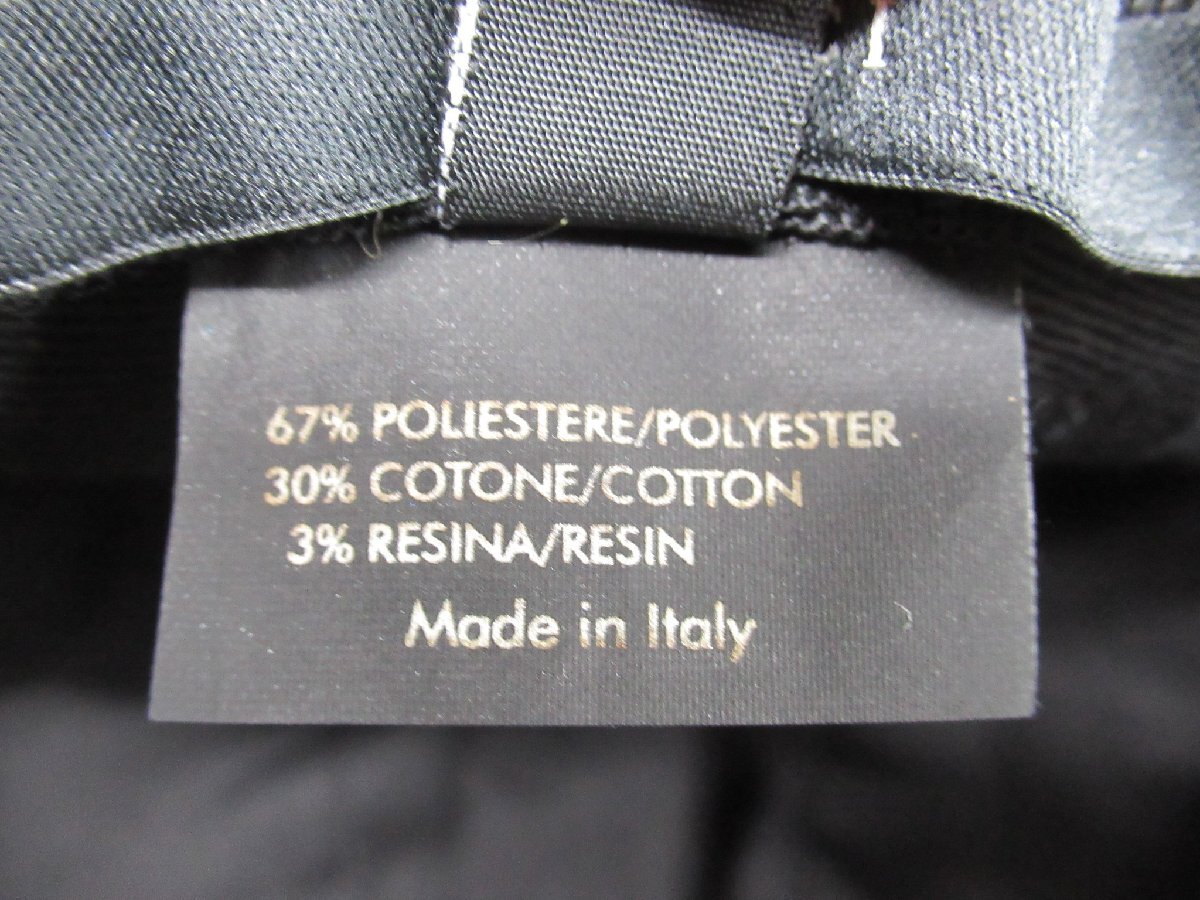 67% POLIESTERE/POLYESTER
30% COTONE/COTTON
3% RESINA/RESIN
Made in Italy